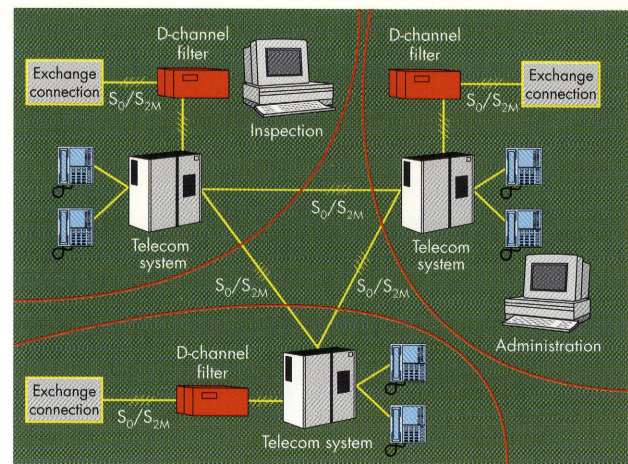 D-channel
filter
Exchange
connection
S0/S2M
Inspection
Telecom
system
D-channel
filter
Exchange
connection
S0/S2M
Telecom
system
Administration
S0/S2M
S0/S2M
S0/S2M
D-channel
filter
Exchange
connection
S0/S2M
Telecom system